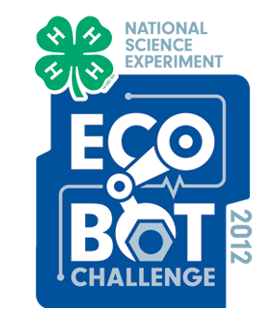 H H
H H
NATIONAL
SCIENCE
EXPERIMENT
ECO
BOT
CHALLENGE
2012